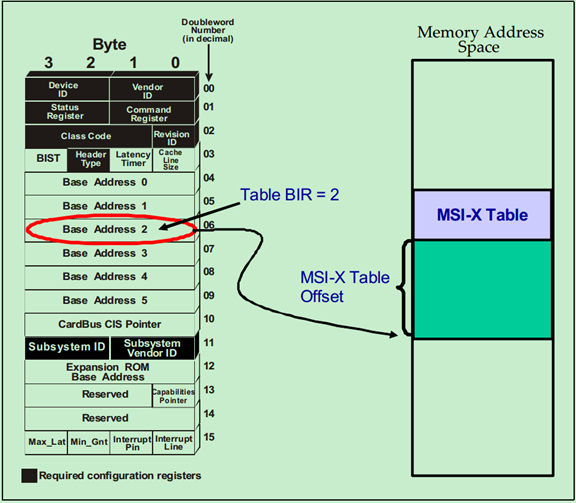 Doubleword
Number
(in decimal)
Byte
3 2 1 0
Device
ID
Vendor
ID
00
Status
Register
Command
Register
01
Class Code
Revision
ID
02
BIST
Header
Type
Latency
Timer
Cache
Line
Size
03
Base Address 0
04
Base Address 1
05
Base Address 2
06
Base Address 3
07
Base Address 4
08
Base Address 5
09
CardBus CIS Pointer
10
Subsystem ID
Subsystem
Vendor ID
11
Expansion ROM
Base Address
12
Reserved
Capabilities
Pointer
13
Reserved
14
Max_Lat
Min_Gnt
Interrupt
Pin
Interrupt
Line
15
Required configuration registers
Table BIR = 2
MSI-X Table
Offset
Memory Address
Space
MSI-X Table